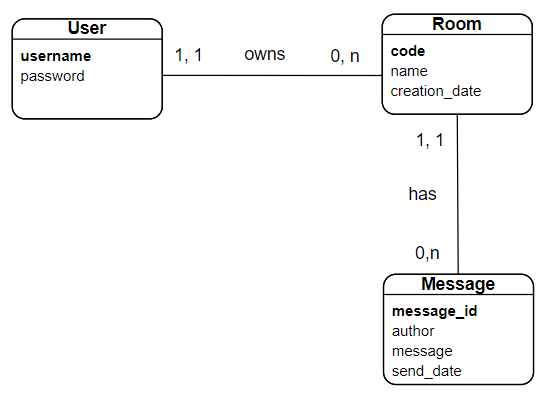 User
username
password
1, 1
owns
0, n
Room
code
name
creation_date
1, 1
has
0,n
Message
message_id
author
message
send_date